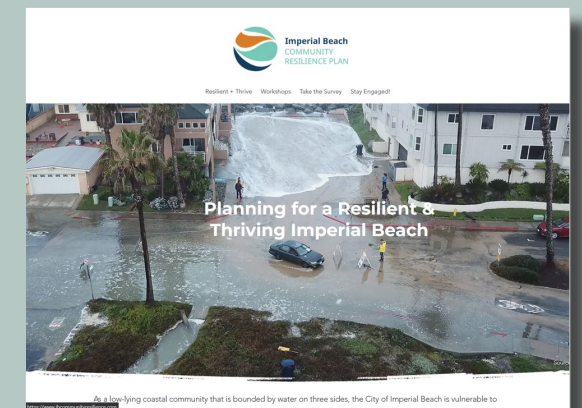 Imperial Beach
COMMUNITY
RESILIENCE PLAN
Resilient + Thrive Workshops Take the Survey Stay Engaged!
Planning for a Resilient &
Thriving Imperial Beach
As a low-lying coastal community that is bounded by water on three sides, the City of Imperial Beach is vulnerable to